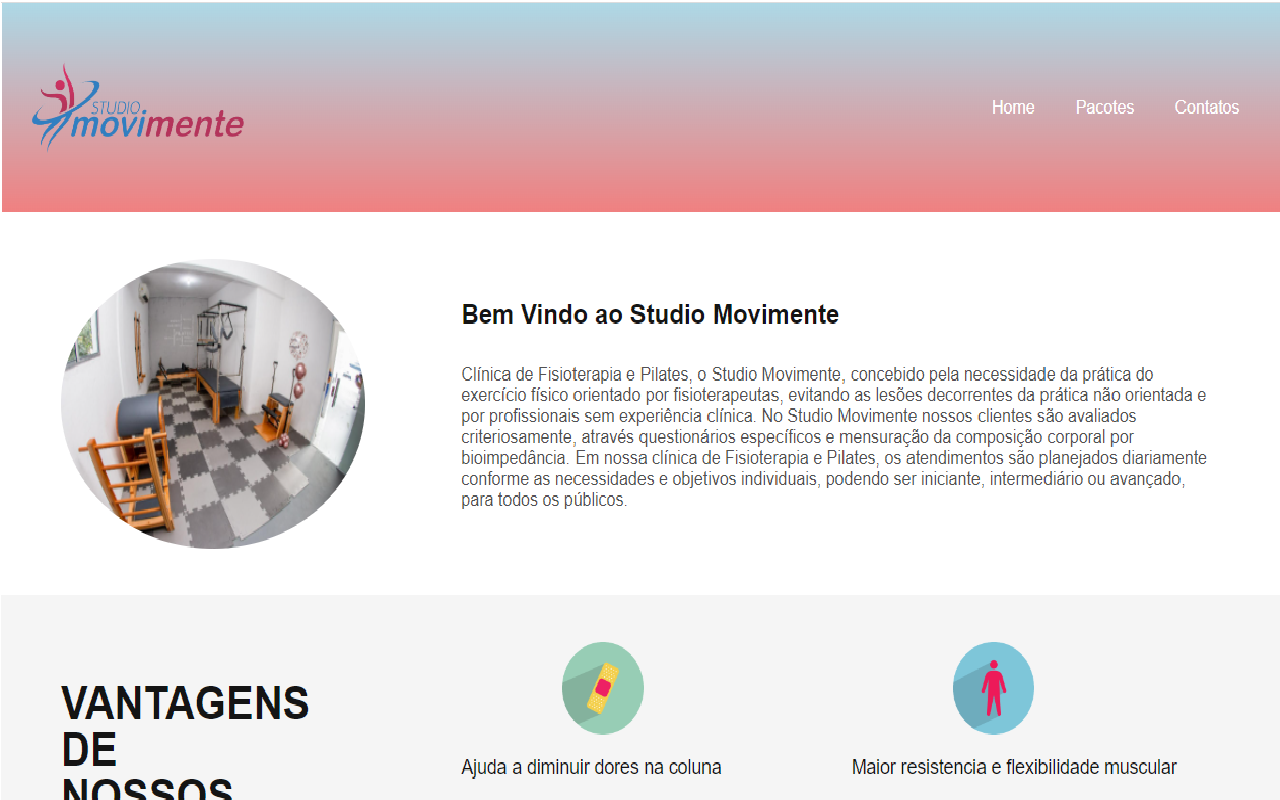 STUDIO
movimente
Home Pacotes Contatos
Bem Vindo ao Studio Movimente
Clínica de Fisioterapia e Pilates, o Studio Movimente, concebido pela necessidade da prática do
exercício físico orientado por fisioterapeutas, evitando as lesões decorrentes da prática não orientada e
por profissionais sem experiência clínica. No Studio Movimente nossos clientes são avaliados
criteriosamente, através questionários específicos e mensuração da composição corporal por
bioimpedância. Em nossa clínica de Fisioterapia e Pilates, os atendimentos são planejados diariamente
conforme as necessidades e objetivos individuais, podendo ser iniciante, intermediário ou avançado,
para todos os públicos.
VANTAGENS
DE
NOSSOS
Ajuda a diminuir dores na coluna
Maior resistencia e flexibilidade muscular